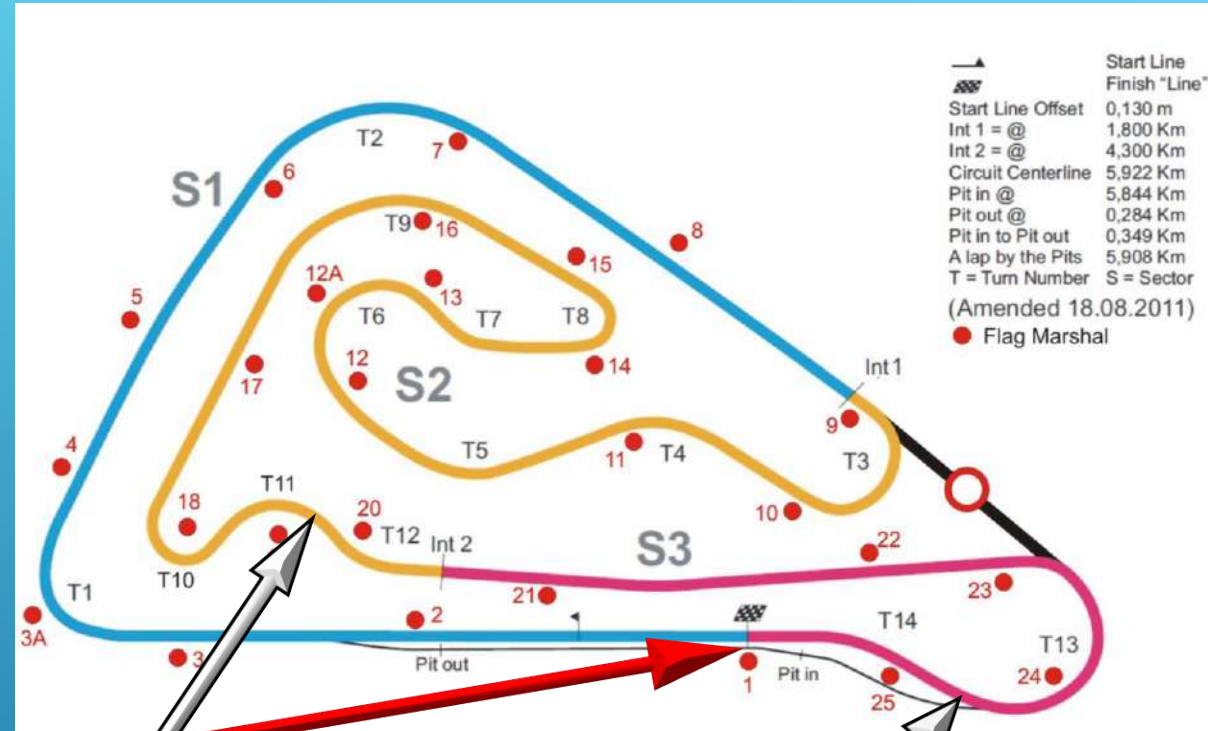 Start Line
Finish "Line"
Start Line Offset 0,130 m
Int 1 = @ 1,800 Km
Int 2 = @ 4,300 Km
Circuit Centerline 5,922 Km
Pit in @ 5,844 Km
Pit out @ 0,284 Km
Pit in to Pit out 0,349 Km
A lap by the Pits 5,908 Km
T = Turn Number S = Sector
(Amended 18.08.2011)
Flag Marshal
T2
7
6
S1
8
T9
16
15
12A
13
5
T6
T7
T8
12
14
17
S2
Int 1
9
T3
T5
T4
11
4
10
T11
18
20
T12
Int 2
S3
22
T10
T1
21
23
2
T14
3A
3
Pit out
1
Pit in
T13
24
25